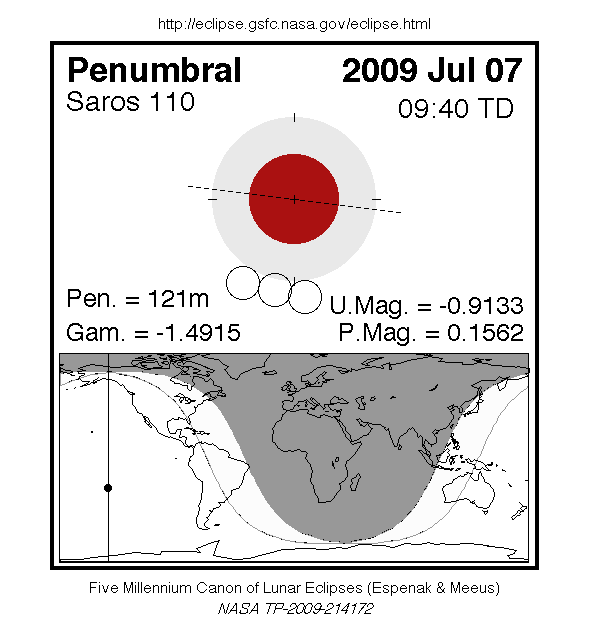 http://eclipse.gsfc.nasa.gov/eclipse.html
Penumbral 2009 Jul 07
Saros 110 09:40 TD
Pen. = 121m U.Mag. = -0.9133
Gam. = -1.4915 P.Mag. = 0.1562
Five Millennium Canon of Lunar Eclipses (Espenak & Meeus)
NASA TP-2009-214172